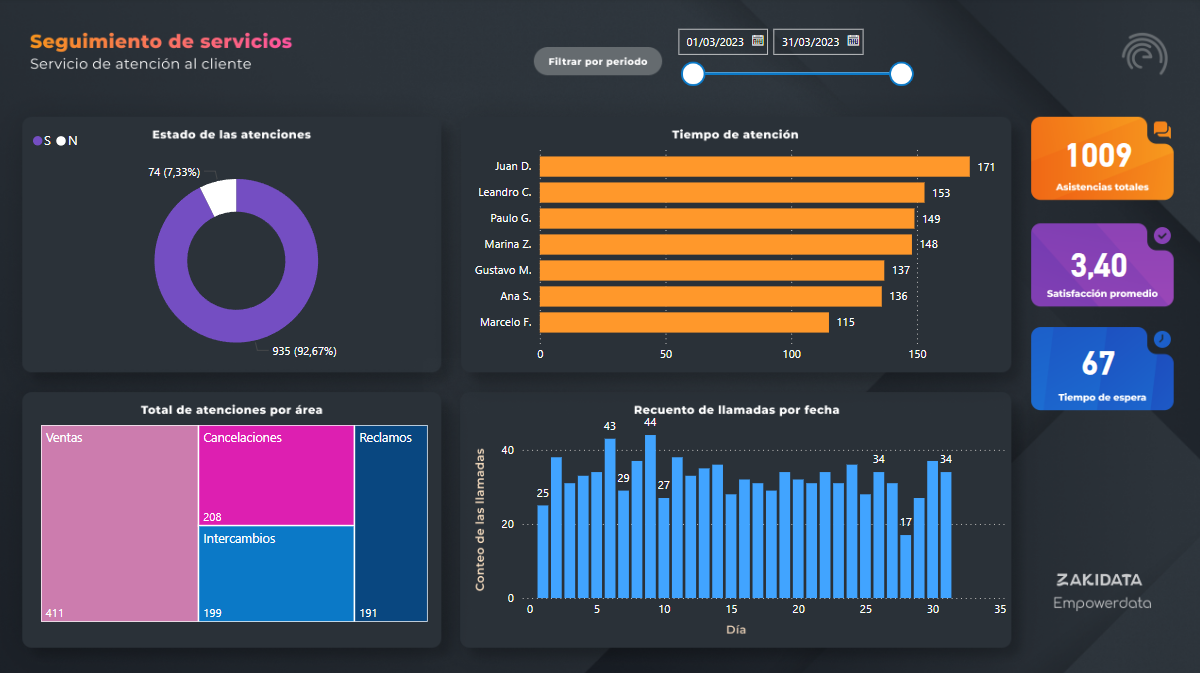 Seguimiento de servicios
Servicio de atención al cliente
Filtrar por periodo
01/03/2023
31/03/2023
Estado de las atenciones
S
N
74 (7,33%)
935 (92,67%)
Tiempo de atención
Juan D.
171
Leandro C.
153
Paulo G.
149
Marina Z.
148
Gustavo M.
137
Ana S.
136
Marcelo F.
115
0
50
100
150
1009
Asistencias totales
3,40
Satisfacción promedio
67
Tiempo de espera
Total de atenciones por área
Ventas
411
Cancelaciones
208
Intercambios
199
Reclamos
191
Recuento de llamadas por fecha
Conteo de las llamadas
40
20
0
25
43
29
44
27
34
17
34
0
5
10
15
20
25
30
35
Día
ZAKIDATA
Empowerdata